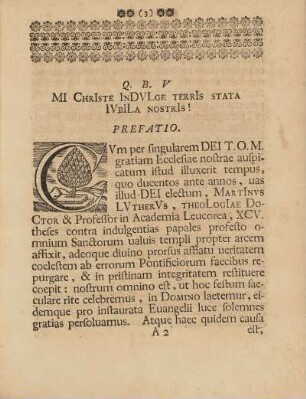 (3)
Q. B. V
MI ChrIste InDVLge terrIs stata
IVbILa nostrIs!
PREFATIO.
CVm per singularem DEI T. O. M.
gratiam Ecclesiae nostrae auspi-
catum istud illuxerit tempus,
quo ducentos ante annos, uas
illud DEI electum, MARTINVS
LVTHERVS, THEOLOGIAE DO-
CTOR & Professor in Academia Leucorea, XCV.
theses contra indulgentias papales profesto o-
mnium Sanctorum ualuis templi propter arcem
affixit, adeoque diuino prorsus afflatu ueritatem
coelestem ab erroneis Pontificiorum faecibus re-
purgare, & in pristinam integritatem restituere
coepit: nostrum omnino est, ut hoc festum sae-
culare rite celebremus, in DOMINO laetemur, ei-
demque pro instaurata Euangelii luce solemnes
gratias persoluamus. Atque haec quidem causa
A 2 est;